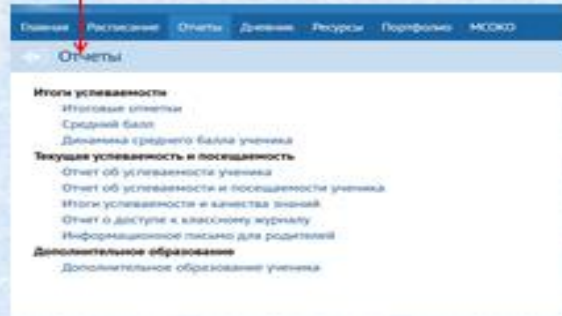 Главная Расписание Отчеты Дневник Ресурсы Портфолио МСОКО
Отчеты
Итоги успеваемости
Итоговые отметки
Средний балл
Динамика среднего балла ученика
Текущая успеваемость и посещаемость
Отчет об успеваемости ученика
Отчет об успеваемости и посещаемости ученика
Итоги успеваемости и качества знаний
Отчет о доступе к классному журналу
Информационное письмо для родителей
Дополнительное образование
Дополнительное образование ученика